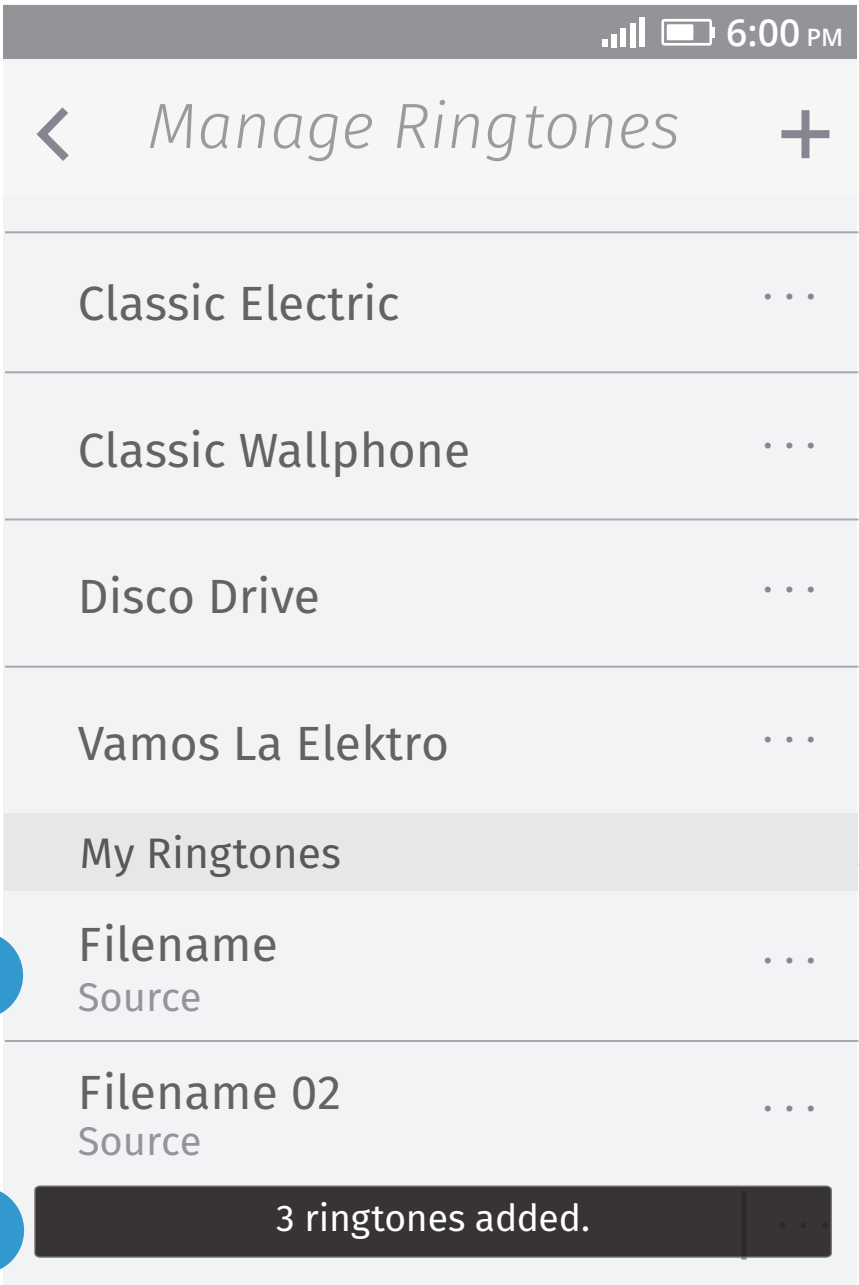 6:00 PM
Manage Ringtones
Classic Electric
Classic Wallphone
Disco Drive
Vamos La Elektro
My Ringtones
Filename
Source
Filename 02
Source
3 ringtones added.